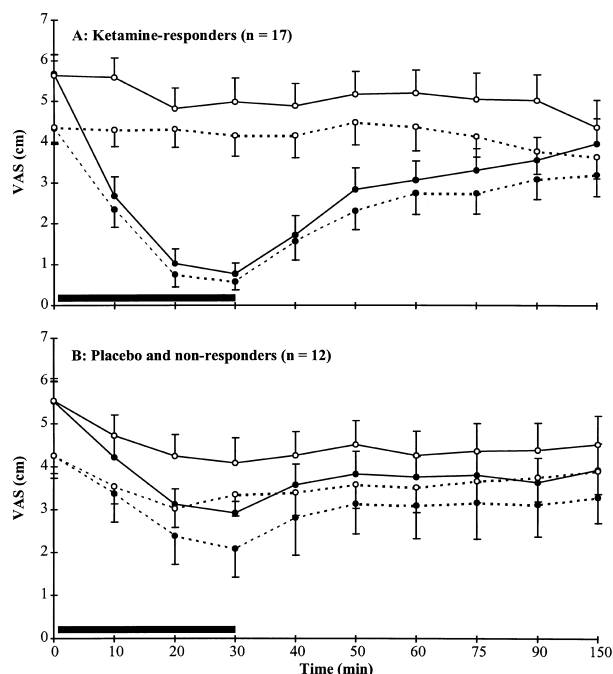 7
A: Ketamine-responders (n = 17)
6
5
4
VAS (cm)
3
2
1
0
7
B: Placebo and non-responders (n = 12)
6
5
4
VAS (cm)
3
2
1
0
0 10 20 30 40 50 60 75 90 150
Time (min)